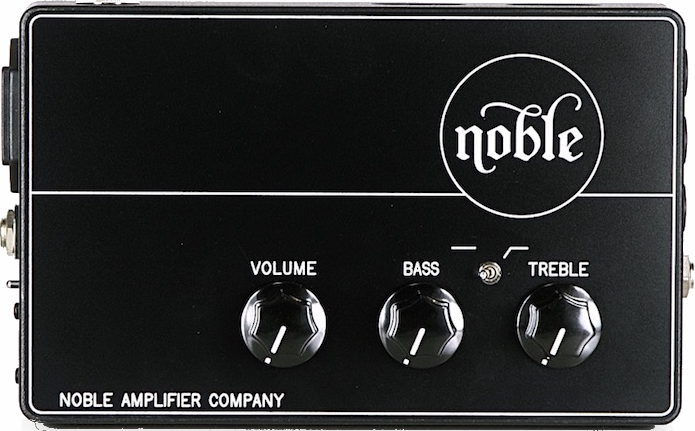 noble
VOLUME
BASS
TREBLE
NOBLE AMPLIFIER COMPANY